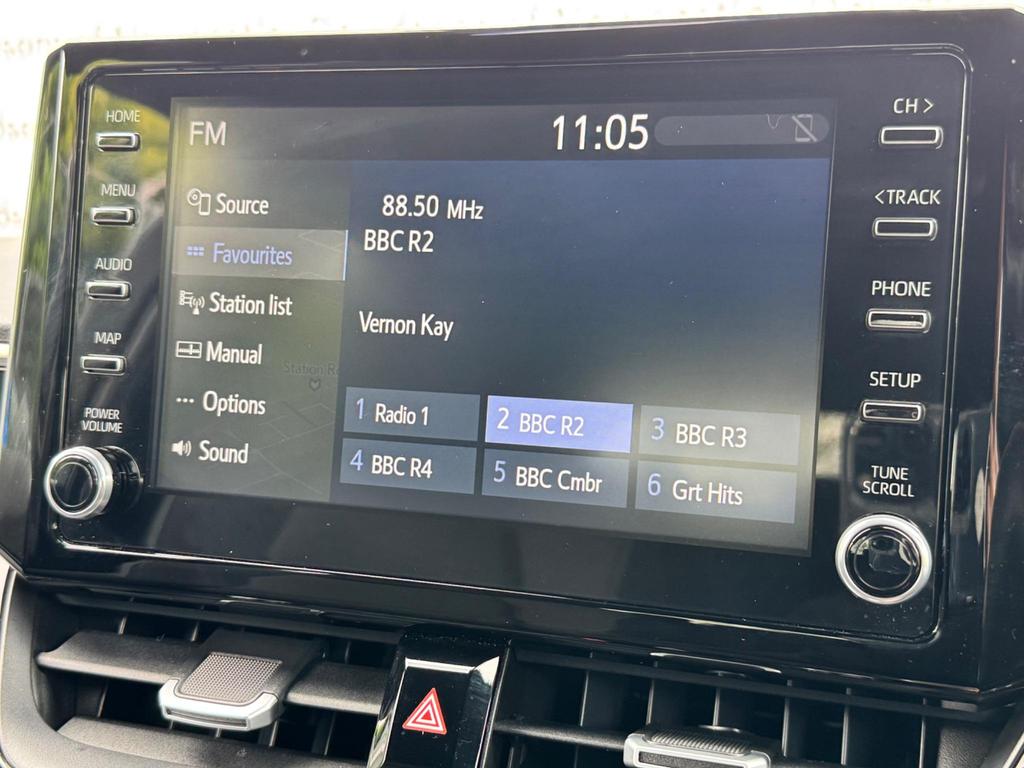 HOME
MENU
AUDIO
MAP
POWER
VOLUME
FM
11:05
Source
Favourites
Station list
Manual
Options
Sound
88.50 MHz
BBC R2
Vernon Kay
1 Radio 1
2 BBC R2
3 BBC R3
4 BBC R4
5 BBC Cmbr
6 Grt Hits
CH >
< TRACK
PHONE
SETUP
TUNE
SCROLL